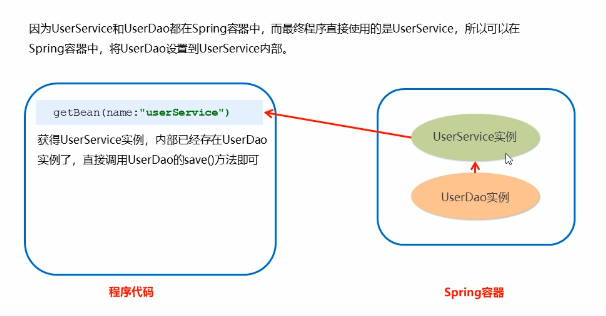 因为UserService和UserDao都在Spring容器中，而最终程序直接使用的是UserService，所以可以在
Spring容器中，将UserDao设置到UserService内部。
getBean(name:"userService")
获得UserService实例，内部已经存在UserDao
实例了，直接调用UserDao的save()方法即可
UserService实例
UserDao实例
程序代码
Spring容器